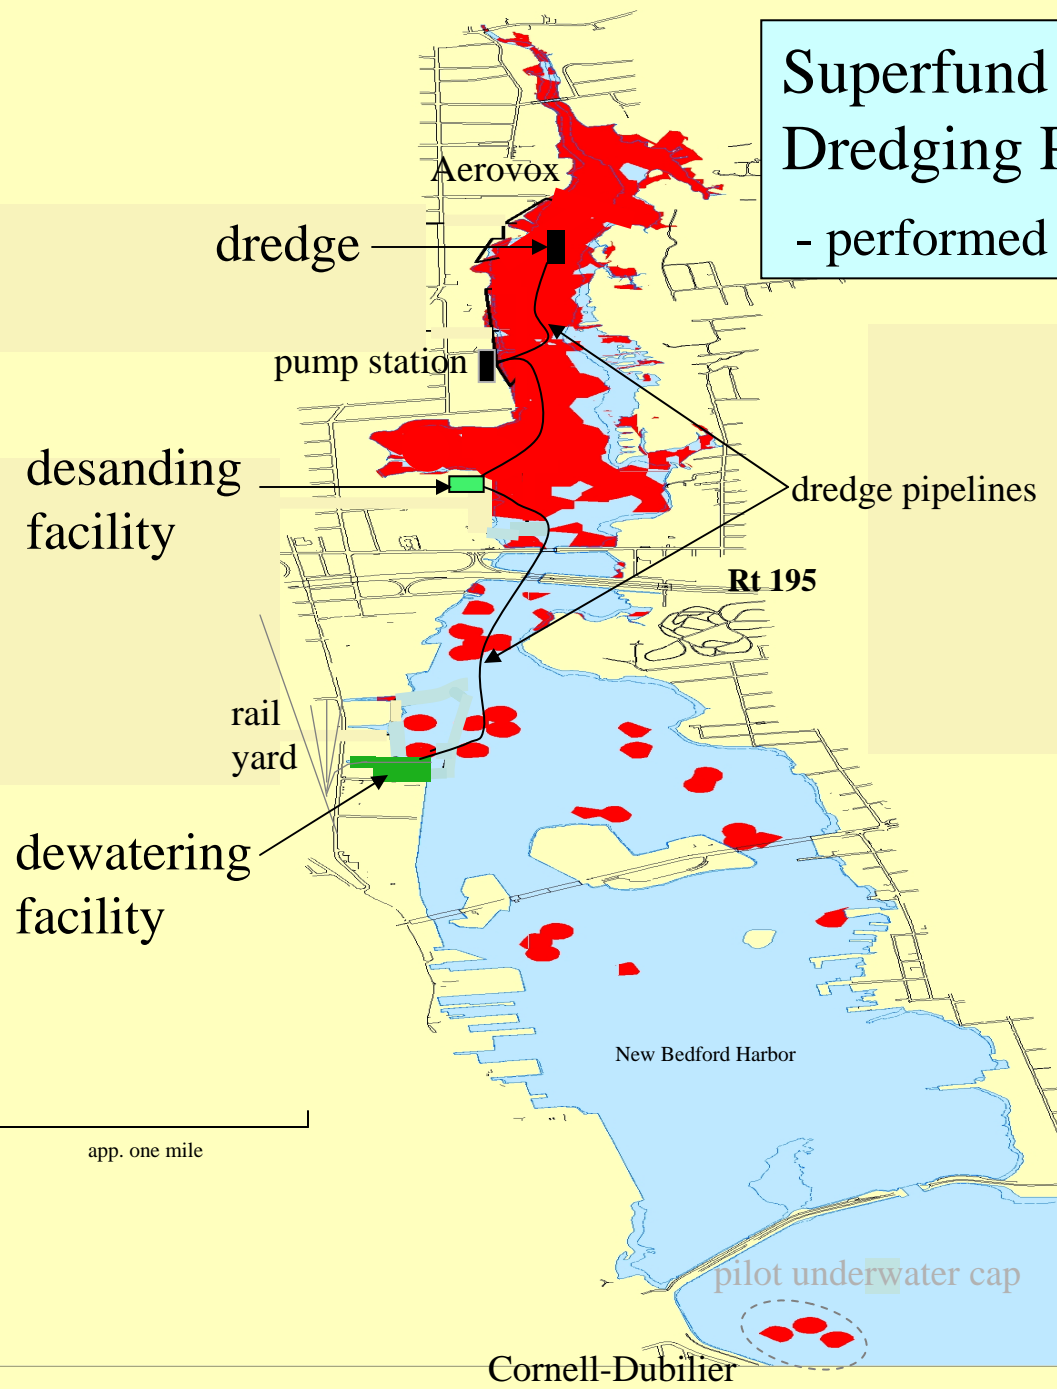 Superfund
Dredging
- performed
Aerovox
dredge
pump station
desanding
facility
dredge pipelines
Rt 195
rail
yard
dewatering
facility
New Bedford Harbor
app. one mile
pilot underwater cap
Cornell-Dubilier